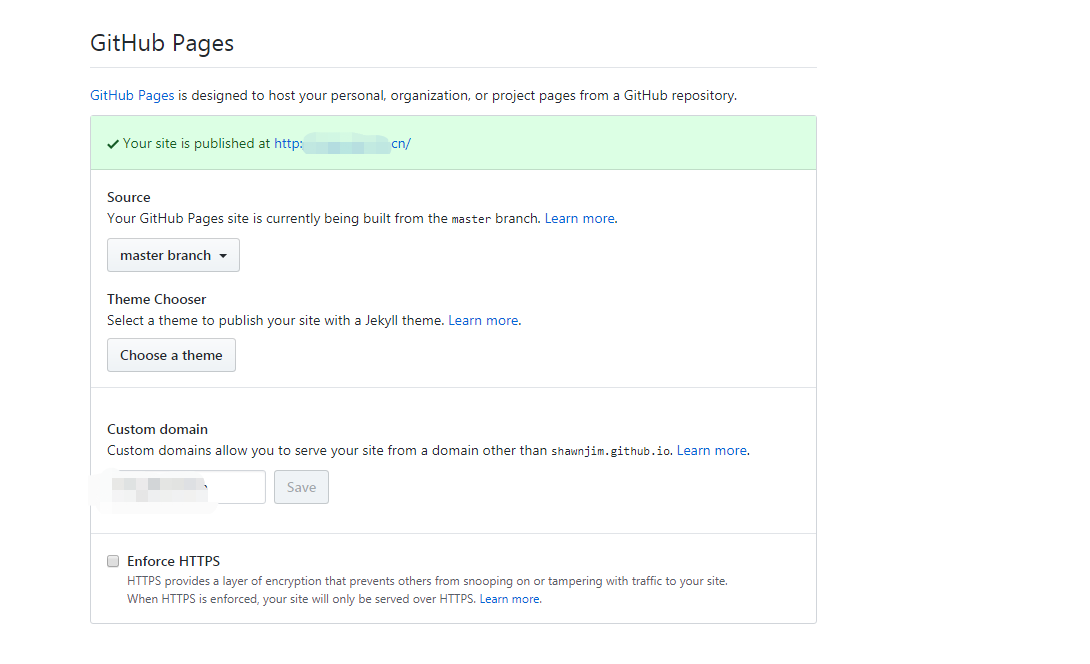 GitHub Pages
GitHub Pages is designed to host your personal, organization, or project pages from a GitHub repository.
Your site is published at http: cn/
Source
Your GitHub Pages site is currently being built from the master branch. Learn more.
master branch
Theme Chooser
Select a theme to publish your site with a Jekyll theme. Learn more.
Choose a theme
Custom domain
Custom domains allow you to serve your site from a domain other than shawnjim.github.io. Learn more.
Save
Enforce HTTPS
HTTPS provides a layer of encryption that prevents others from snooping on or tampering with traffic to your site.
When HTTPS is enforced, your site will only be served over HTTPS. Learn more.